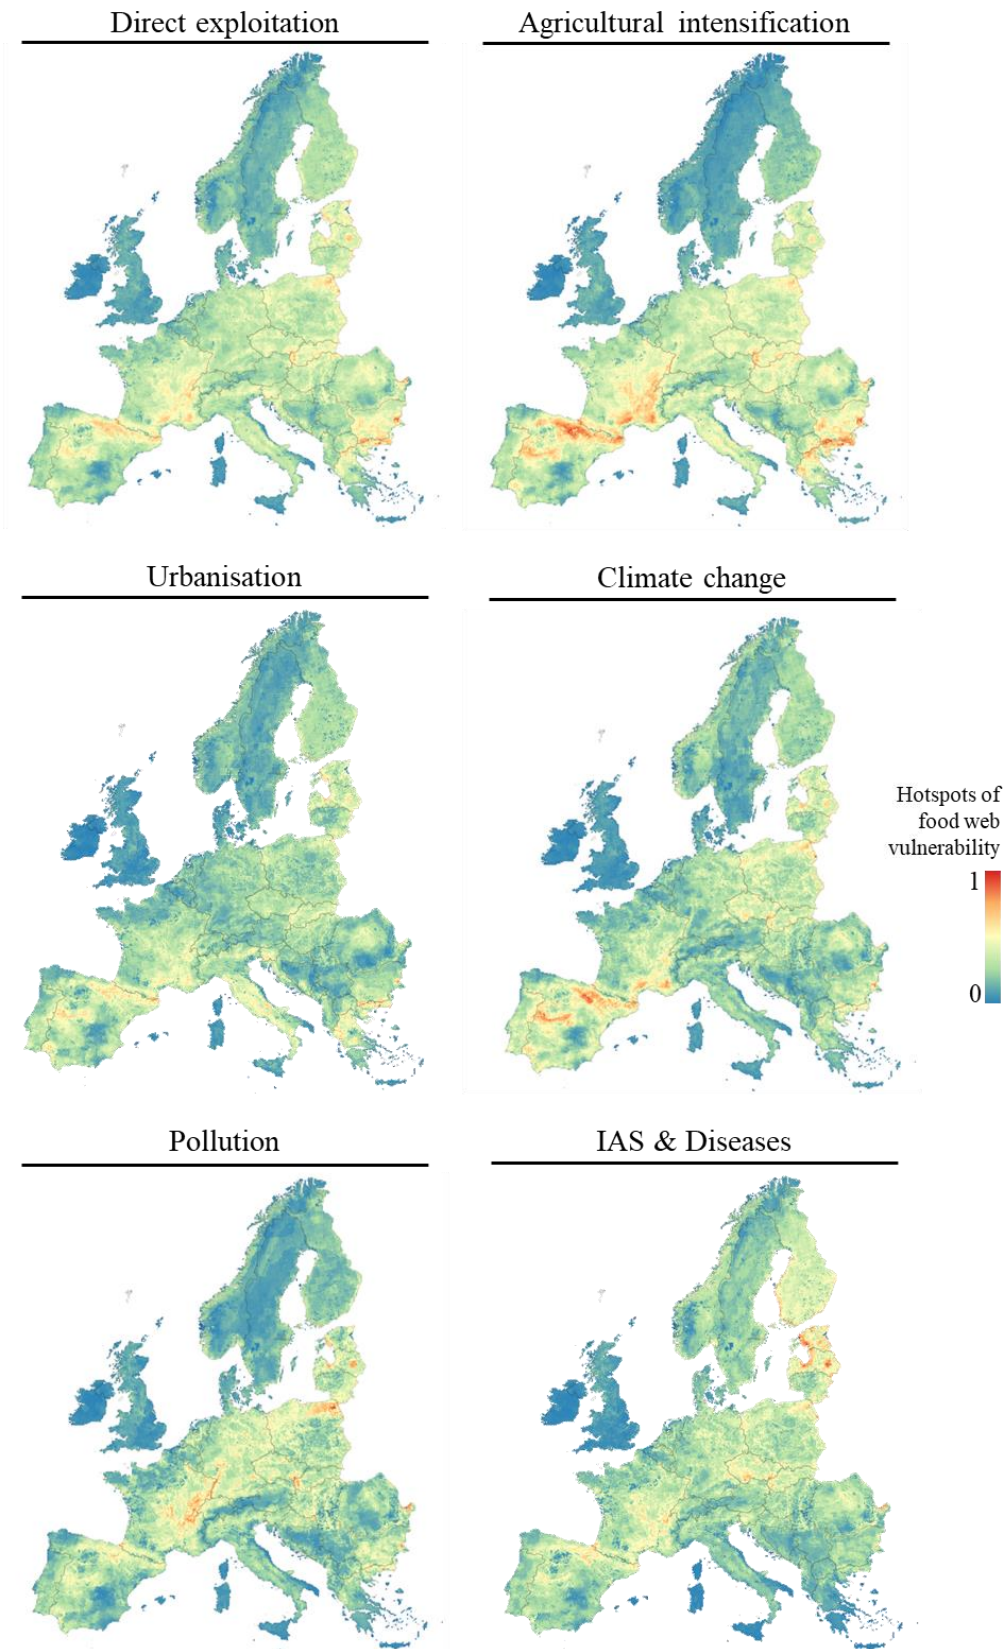 Direct exploitation
Agricultural intensification
Urbanisation
Climate change
Hotspots of
food web
vulnerability
1
0
Pollution
IAS & Diseases